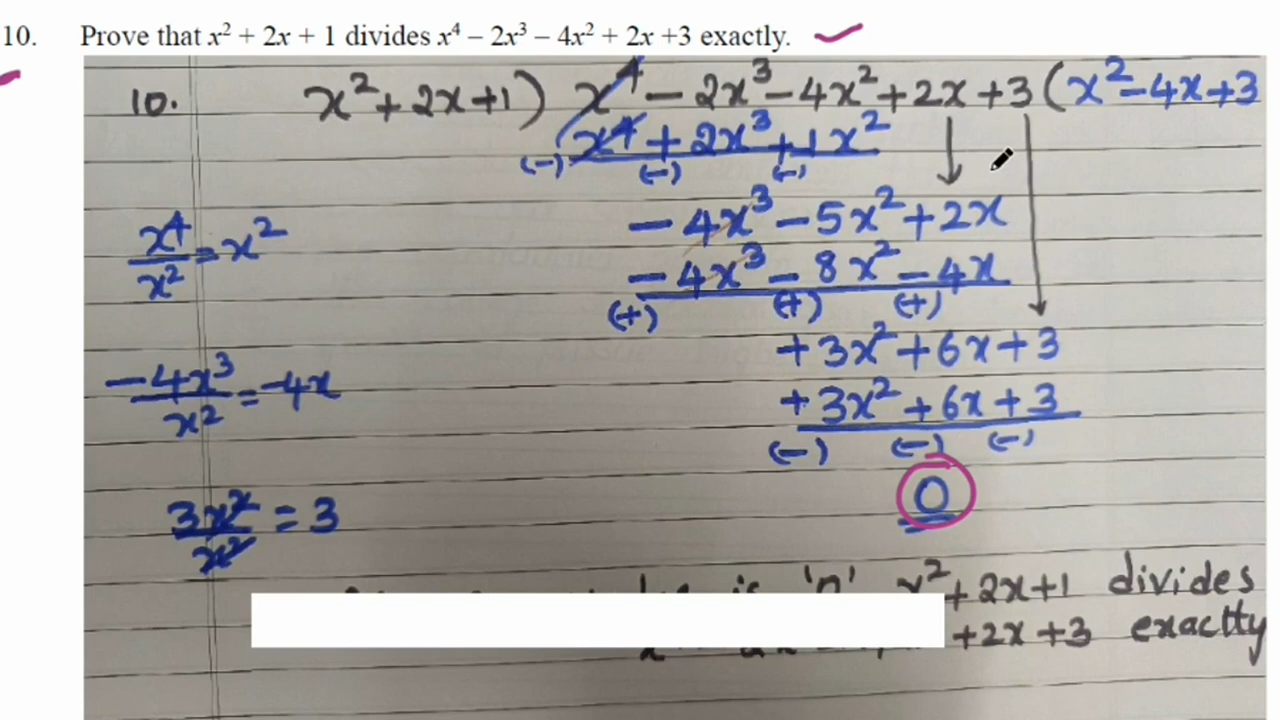 10. Prove that x² + 2x + 1 divides x⁴ – 2x³ – 4x² + 2x +3 exactly.
10. x² + 2x+1) x⁴ – 2x³ – 4x² + 2x +3 (x² – 4x+3
x⁴ + 2x³ + 1x²
(–) (–) (–)
x⁴/x² = x²
– 4x³ – 5x² + 2x
– 4x³ – 8x² – 4x
(+) (+) (+)
–4x³/x² = –4x
+3x² + 6x + 3
+3x² + 6x + 3
(–) (–) (–)
3x²/x² = 3
0
is '0' x² + 2x+1 divides
+2x +3 exactly